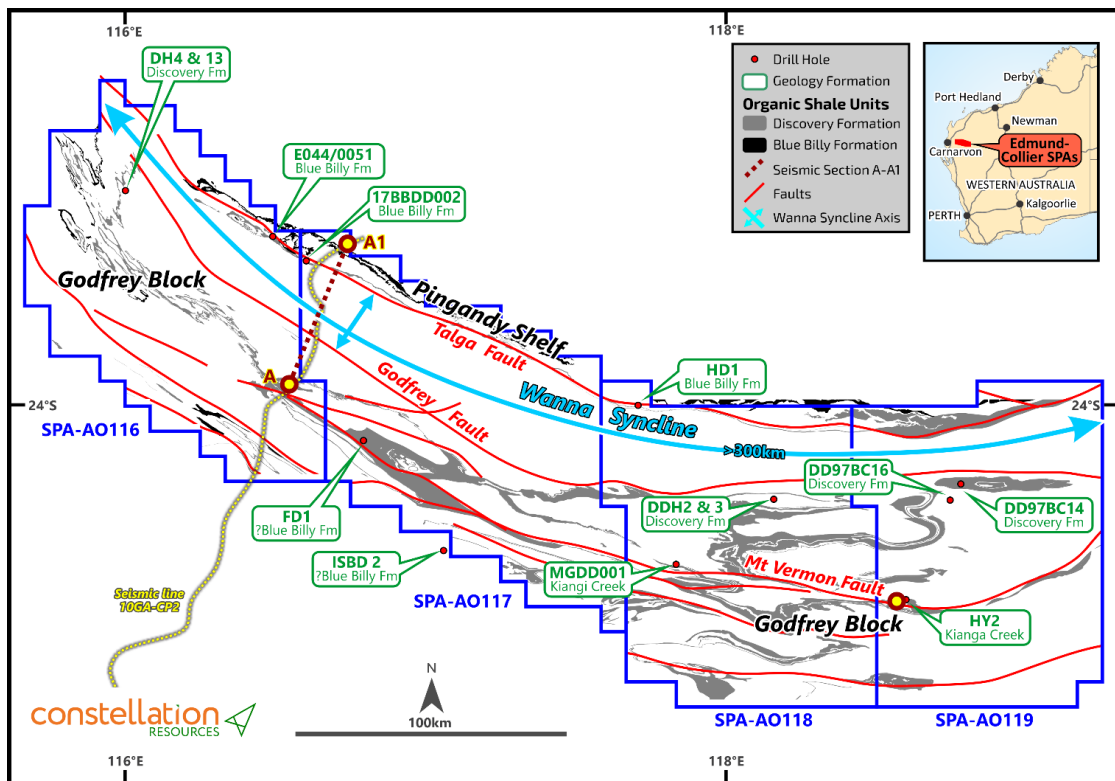 116°E
118°E
DH4 & 13
Discovery Fm
E044/0051
Blue Billy Fm
17BBDD002
Blue Billy Fm
A1
Godfrey Block
Pingandy Shelf
Talga Fault
A
Godfrey Fault
HD1
Blue Billy Fm
Wanna Syncline
>300km
24°S
24°S
SPA-AO116
DD97BC16
Discovery Fm
DDH2 & 3
Discovery Fm
DD97BC14
Discovery Fm
FD1
?Blue Billy Fm
ISBD 2
?Blue Billy Fm
MGDD001
Kiangi Creek
Mt Vermon Fault
SPA-AO117
Godfrey Block
HY2
Kianga Creek
Seismic line
10GA-CP2
SPA-AO118
SPA-AO119
N
100km
constellation
RESOURCES
116°E
118°E
Drill Hole
Geology Formation
Organic Shale Units
Discovery Formation
Blue Billy Formation
Seismic Section A-A1
Faults
Wanna Syncline Axis
Derby
Port Hedland
Newman
Carnarvon
Edmund-
Collier SPAs
WESTERN AUSTRALIA
Kalgoorlie
PERTH